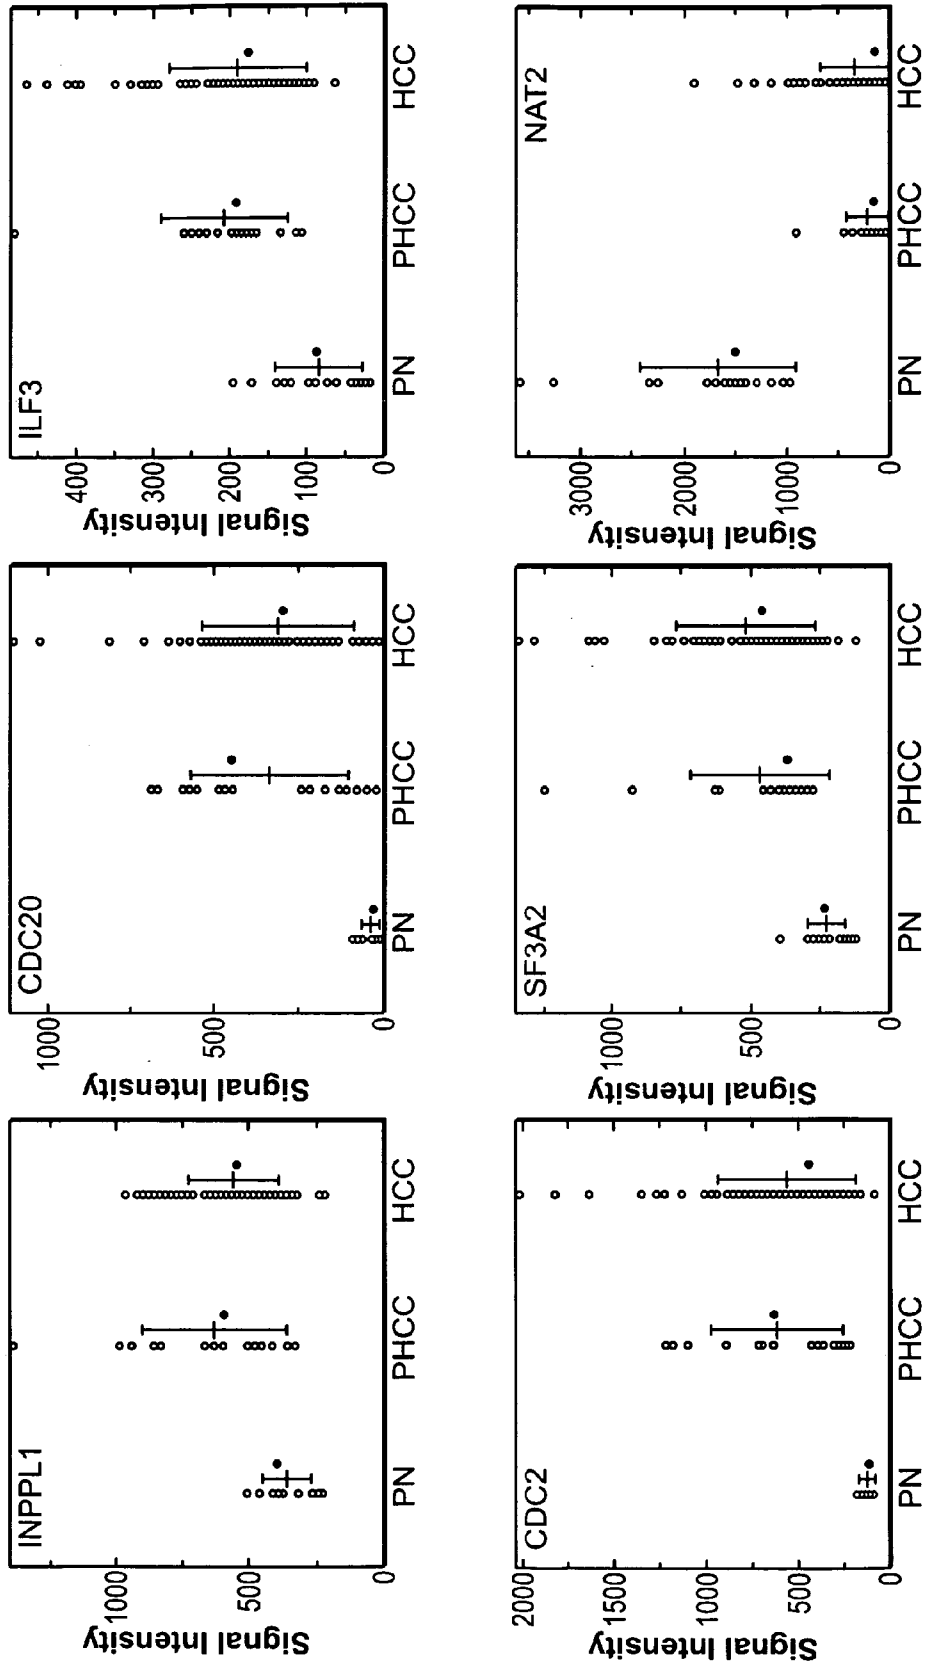 INPPL1
Signal Intensity
1000
500
0
PN PHCC HCC
CDC20
Signal Intensity
1000
500
0
PN PHCC HCC
ILF3
Signal Intensity
400
300
200
100
0
PN PHCC HCC
CDC2
Signal Intensity
2000
1500
1000
500
0
PN PHCC HCC
SF3A2
Signal Intensity
1000
500
0
PN PHCC HCC
NAT2
Signal Intensity
3000
2000
1000
0
PN PHCC HCC